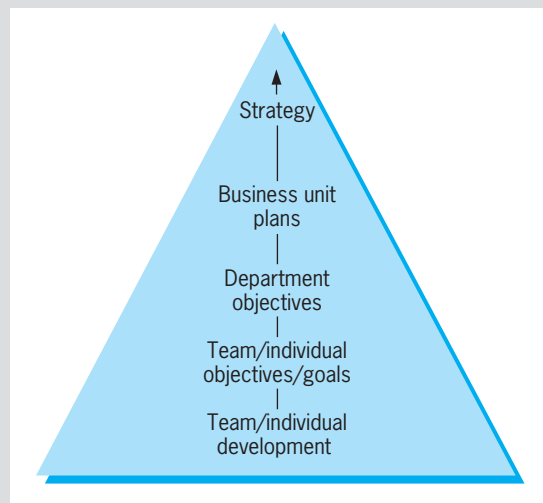 Strategy
Business unit
plans
Department
objectives
Team/individual
objectives/goals
Team/individual
development